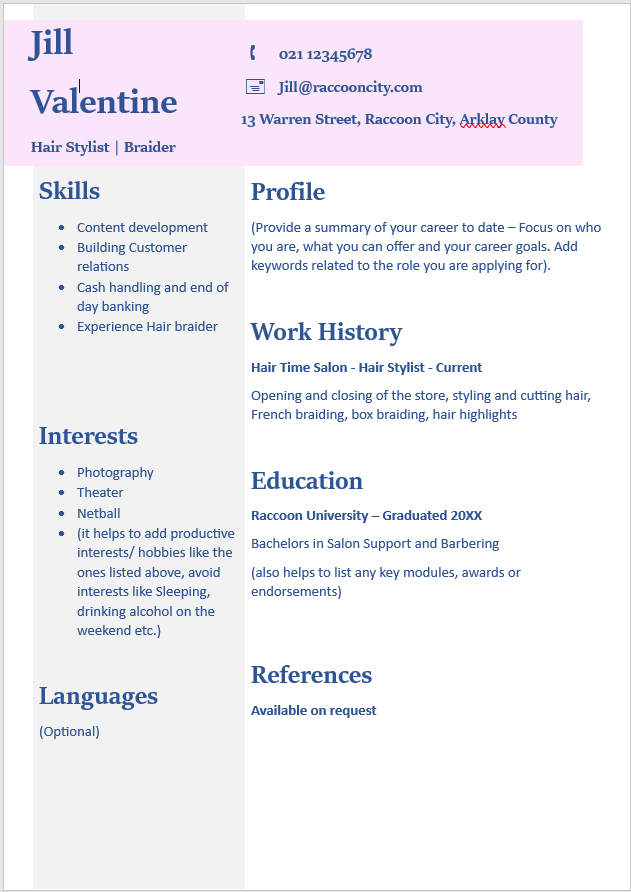 Jill
Valentine
Hair Stylist | Braider
021 12345678
Jill@raccooncity.com
13 Warren Street, Raccoon City, Arklay County
Skills
Content development
Building Customer
relations
Cash handling and end of
day banking
Experience Hair braider
Interests
Photography
Theater
Netball
(it helps to add productive
interests/ hobbies like the
ones listed above, avoid
interests like Sleeping,
drinking alcohol on the
weekend etc.)
Languages
(Optional)
Profile
(Provide a summary of your career to date – Focus on who
you are, what you can offer and your career goals. Add
keywords related to the role you are applying for).
Work History
Hair Time Salon - Hair Stylist - Current
Opening and closing of the store, styling and cutting hair,
French braiding, box braiding, hair highlights
Education
Raccoon University – Graduated 20XX
Bachelors in Salon Support and Barbering
(also helps to list any key modules, awards or
endorsements)
References
Available on request